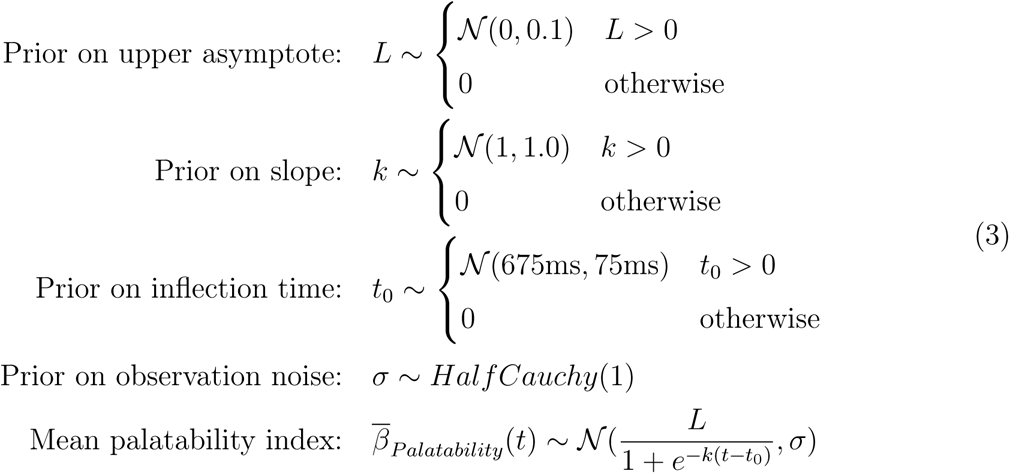 Prior on upper asymptote: L ∼ { 𝒩(0, 0.1) L > 0
0 otherwise
Prior on slope: k ∼ { 𝒩(1, 1.0) k > 0
0 otherwise
Prior on inflection time: t₀ ∼ { 𝒩(675ms, 75ms) t₀ > 0
0 otherwise
(3)
Prior on observation noise: σ ∼ HalfCauchy(1)
Mean palatability index: β̅_Palatability(t) ∼ 𝒩(L / 1 + e^{−k(t−t₀)}, σ)